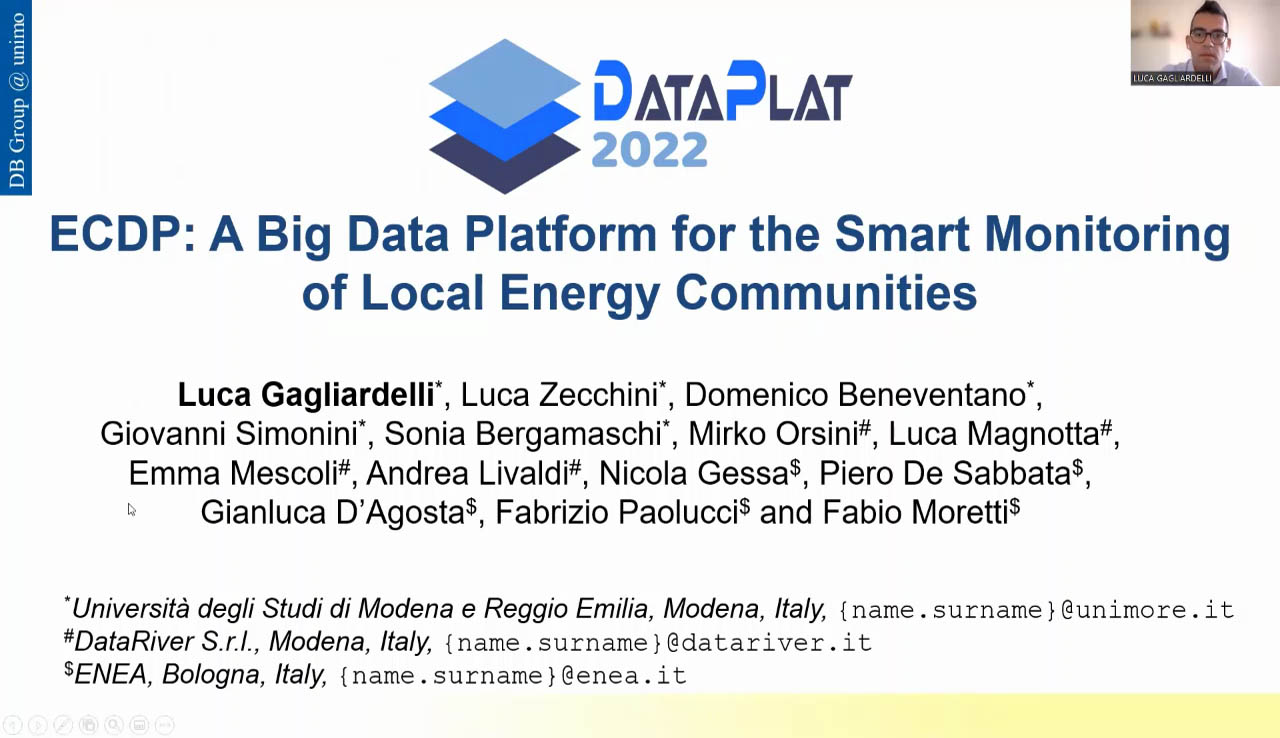 DB Group @ unimo
DATAPLAT
2022
LUCA GAGLIARDELLI
ECDP: A Big Data Platform for the Smart Monitoring
of Local Energy Communities
Luca Gagliardelli*, Luca Zecchini*, Domenico Beneventano*,
Giovanni Simonini*, Sonia Bergamaschi*, Mirko Orsini#, Luca Magnotta#,
Emma Mescoli#, Andrea Livaldi#, Nicola Gessa$, Piero De Sabbata$,
Gianluca D’Agosta$, Fabrizio Paolucci$ and Fabio Moretti$
*Università degli Studi di Modena e Reggio Emilia, Modena, Italy, {name.surname}@unimore.it
#DataRiver S.r.l., Modena, Italy, {name.surname}@datariver.it
$ENEA, Bologna, Italy, {name.surname}@enea.it